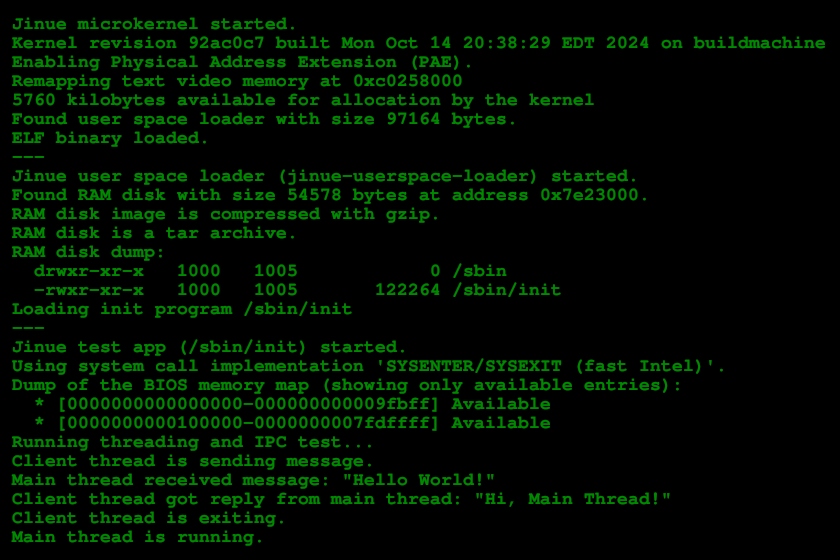 Jinue microkernel started.
Kernel revision 92ac0c7 built Mon Oct 14 20:38:29 EDT 2024 on buildmachine
Enabling Physical Address Extension (PAE).
Remapping text video memory at 0xc0258000
5760 kilobytes available for allocation by the kernel
Found user space loader with size 97164 bytes.
ELF binary loaded.
---
Jinue user space loader (jinue-userspace-loader) started.
Found RAM disk with size 54578 bytes at address 0x7e23000.
RAM disk image is compressed with gzip.
RAM disk is a tar archive.
RAM disk dump:
  drwxr-xr-x   1000   1005            0 /sbin
  -rwxr-xr-x   1000   1005       122264 /sbin/init
Loading init program /sbin/init
---
Jinue test app (/sbin/init) started.
Using system call implementation 'SYSENTER/SYSEXIT (fast Intel)'.
Dump of the BIOS memory map (showing only available entries):
  * [0000000000000000-000000000009fbff] Available
  * [0000000000100000-0000000007fdffff] Available
Running threading and IPC test...
Client thread is sending message.
Main thread received message: "Hello World!"
Client thread got reply from main thread: "Hi, Main Thread!"
Client thread is exiting.
Main thread is running.